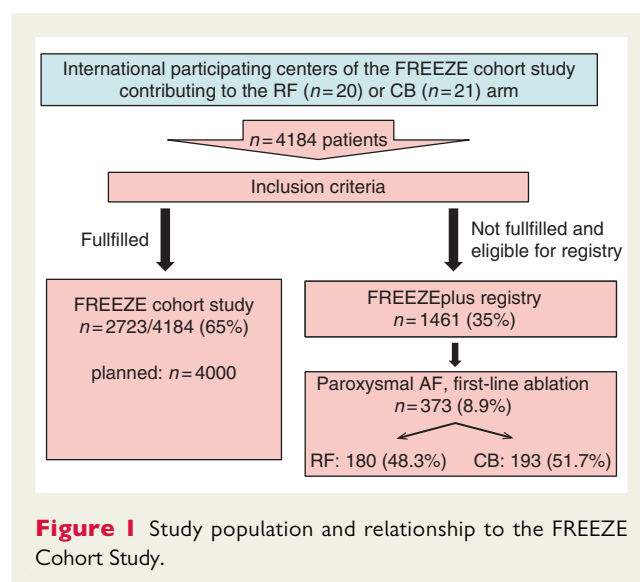 International participating centers of the FREEZE cohort study
contributing to the RF (n=20) or CB (n=21) arm
n=4184 patients
Inclusion criteria
Fullfilled
Not fullfilled and
eligible for registry
FREEZE cohort study
n=2723/4184 (65%)
planned: n=4000
FREEZEplus registry
n=1461 (35%)
Paroxysmal AF, first-line ablation
n=373 (8.9%)
RF: 180 (48.3%) CB: 193 (51.7%)
Figure 1 Study population and relationship to the FREEZE
Cohort Study.